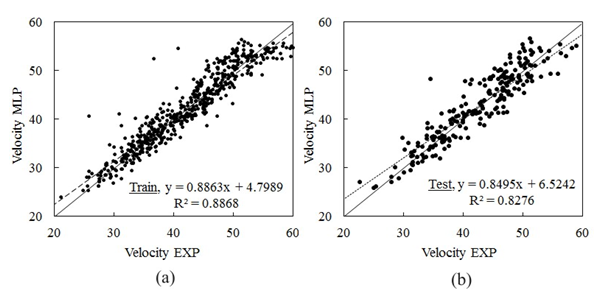 60
50
40
30
20
20
30
40
50
60
Velocity MLP
Velocity EXP
Train, y = 0.8863x + 4.7989
R² = 0.8868
(a)
60
50
40
30
20
20
30
40
50
60
Velocity MLP
Velocity EXP
Test, y = 0.8495x + 6.5242
R² = 0.8276
(b)